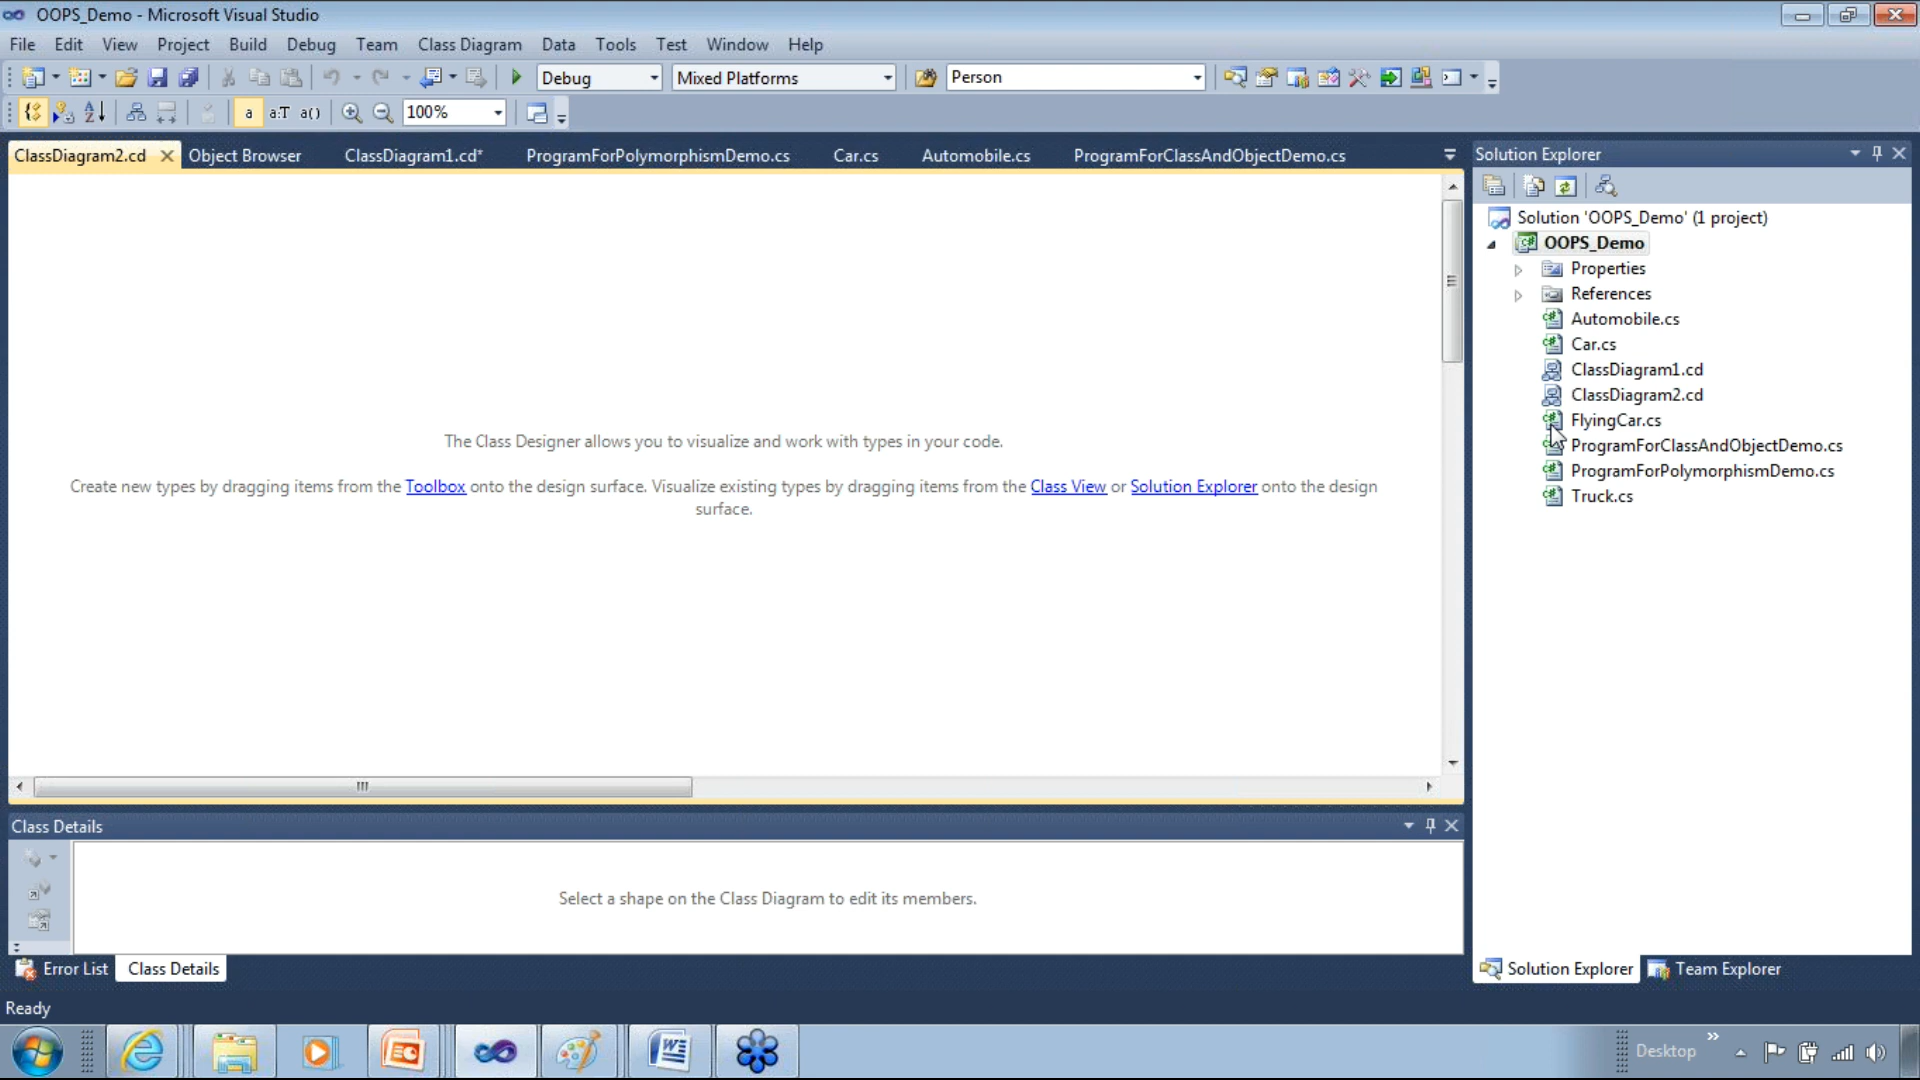 OOPS_Demo - Microsoft Visual Studio
File Edit View Project Build Debug Team Class Diagram Data Tools Test Window Help
Debug Mixed Platforms Person
a a:T a() 100%
ClassDiagram2.cd Object Browser ClassDiagram1.cd* ProgramForPolymorphismDemo.cs Car.cs Automobile.cs ProgramForClassAndObjectDemo.cs
Solution Explorer
Solution 'OOPS_Demo' (1 project)
OOPS_Demo
Properties
References
Automobile.cs
Car.cs
ClassDiagram1.cd
ClassDiagram2.cd
FlyingCar.cs
ProgramForClassAndObjectDemo.cs
ProgramForPolymorphismDemo.cs
Truck.cs
The Class Designer allows you to visualize and work with types in your code.
Create new types by dragging items from the Toolbox onto the design surface. Visualize existing types by dragging items from the Class View or Solution Explorer onto the design
surface.
Class Details
Select a shape on the Class Diagram to edit its members.
Error List Class Details
Solution Explorer Team Explorer
Ready
Desktop